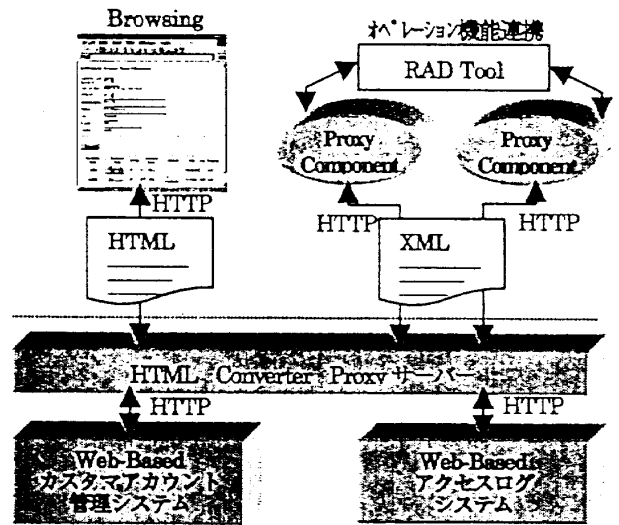 Browsing
オペレーション機能連携
RAD Tool
Proxy
Component
Proxy
Component
HTTP
HTTP
HTTP
HTML
XML
HTML Converter Proxyサーバー
HTTP
HTTP
Web-Based
カスタマアカウント
管理システム
Web-Based
アクセスログ
システム